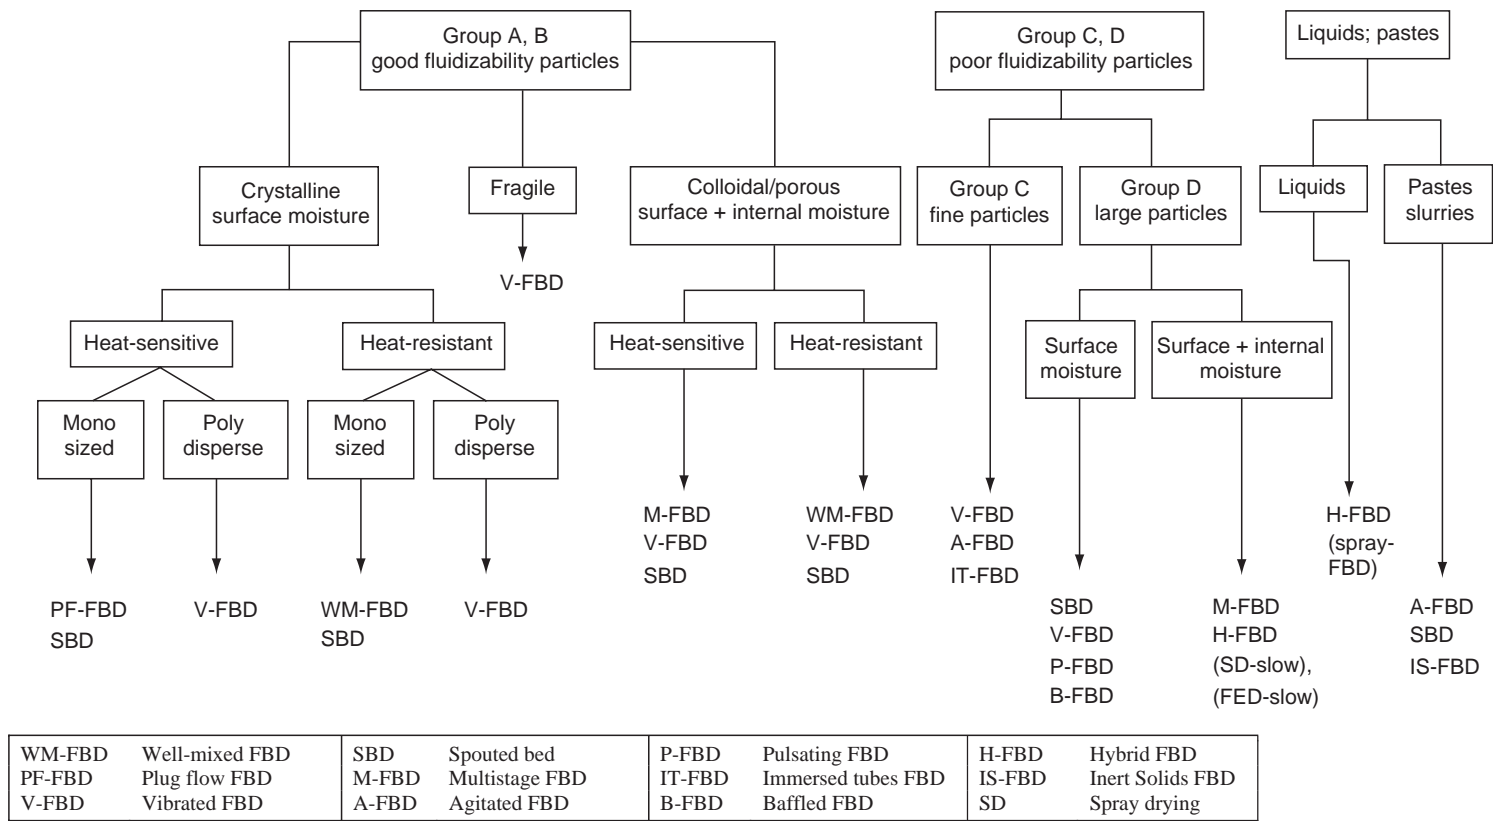 Group A, B
good fluidizability particles
Group C, D
poor fluidizability particles
Liquids; pastes
Crystalline
surface moisture
Fragile
Colloidal/porous
surface + internal moisture
Group C
fine particles
Group D
large particles
Liquids
Pastes
slurries
V-FBD
Heat-sensitive
Heat-resistant
Heat-sensitive
Heat-resistant
Surface
moisture
Surface + internal
moisture
Mono
sized
Poly
disperse
Mono
sized
Poly
disperse
M-FBD
V-FBD
SBD
WM-FBD
V-FBD
SBD
V-FBD
A-FBD
IT-FBD
H-FBD
(spray-
FBD)
PF-FBD
SBD
V-FBD
WM-FBD
SBD
V-FBD
SBD
V-FBD
P-FBD
B-FBD
M-FBD
H-FBD
(SD-slow),
(FED-slow)
A-FBD
SBD
IS-FBD
WM-FBD Well-mixed FBD SBD Spouted bed P-FBD Pulsating FBD H-FBD Hybrid FBD
PF-FBD Plug flow FBD M-FBD Multistage FBD IT-FBD Immersed tubes FBD IS-FBD Inert Solids FBD
V-FBD Vibrated FBD A-FBD Agitated FBD B-FBD Baffled FBD SD Spray drying